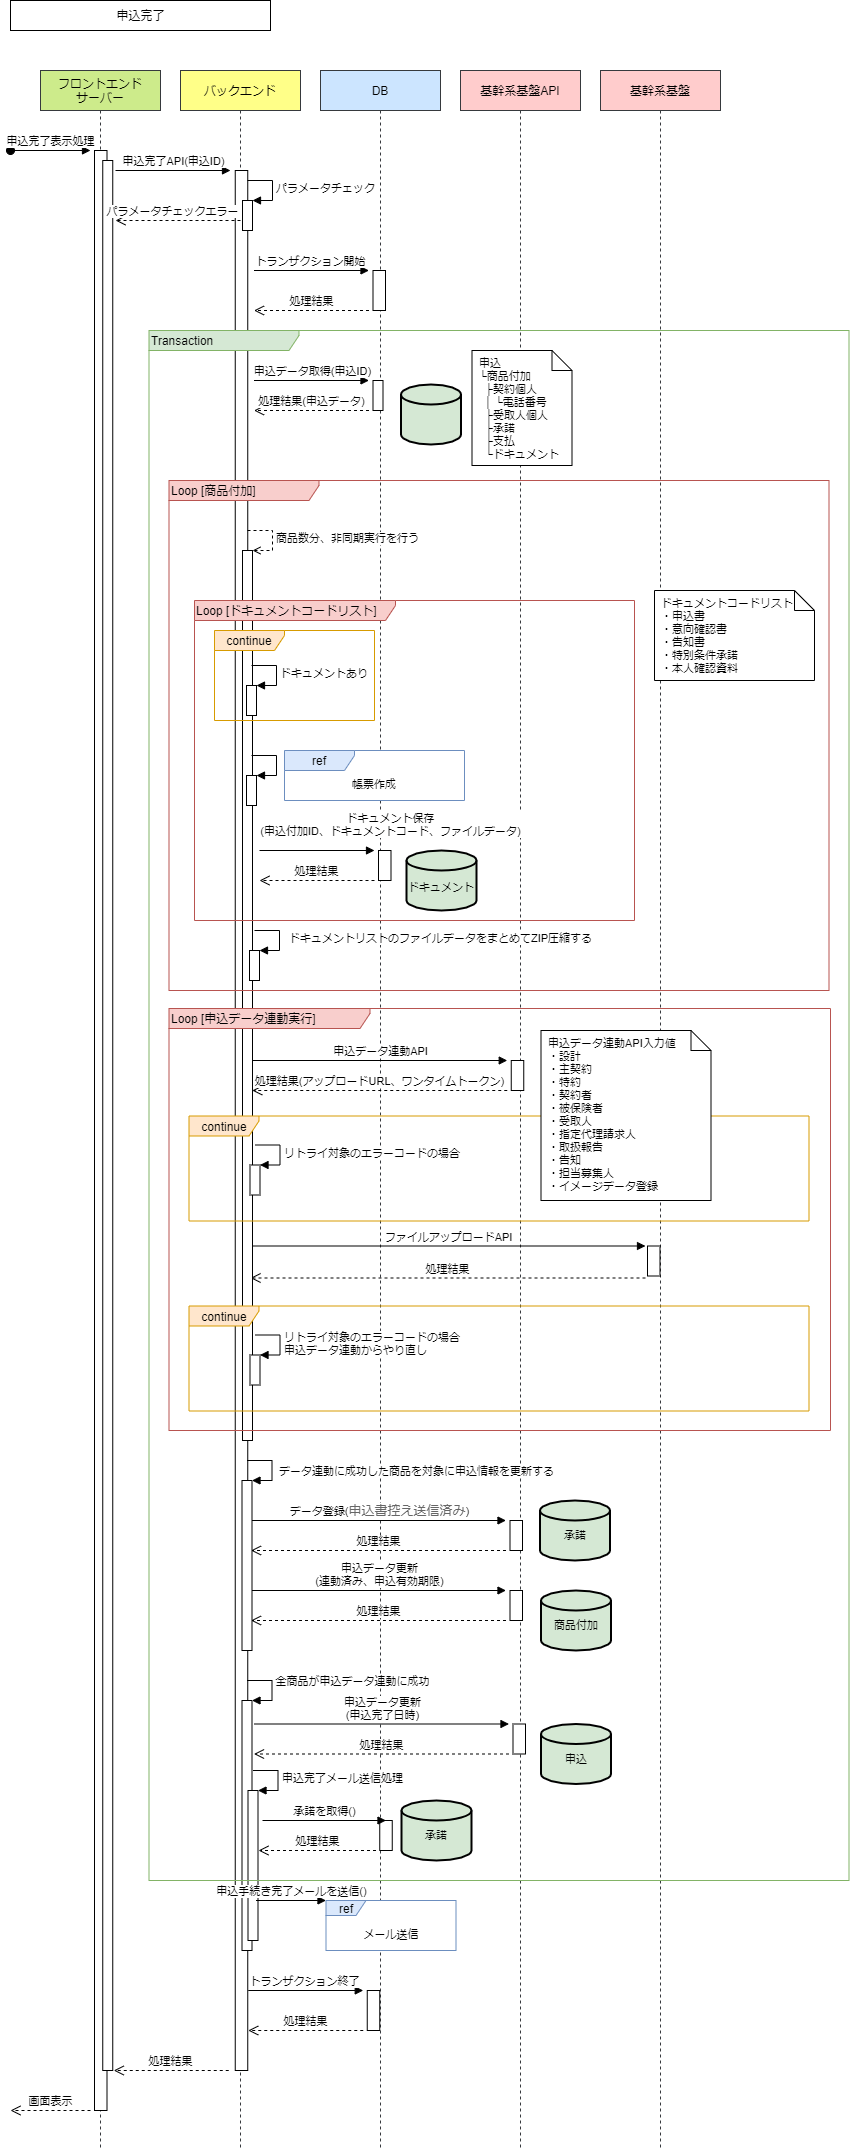 申込完了
フロントエンド
サーバー
バックエンド
DB
基幹系基盤API
基幹系基盤
申込完了表示処理
申込完了API(申込ID)
パラメータチェック
パラメータチェックエラー
トランザクション開始
処理結果
Transaction
申込データ取得(申込ID)
処理結果(申込データ)
申込
└商品付加
├契約個人
│└電話番号
├受取人個人
├承諾
├支払
└ドキュメント
Loop [商品付加]
商品数分、非同期実行を行う
Loop [ドキュメントコードリスト]
ドキュメントコードリスト
・申込書
・意向確認書
・告知書
・特別条件承諾
・本人確認資料
continue
ドキュメントあり
ref
帳票作成
ドキュメント保存
(申込付加ID、ドキュメントコード、ファイルデータ)
処理結果
ドキュメント
ドキュメントリストのファイルデータをまとめてZIP圧縮する
Loop [申込データ連動実行]
申込データ連動API
処理結果(アップロードURL、ワンタイムトークン)
申込データ連動API入力値
・設計
・主契約
・特約
・契約者
・被保険者
・受取人
・指定代理請求人
・取扱報告
・告知
・担当募集人
・イメージデータ登録
continue
リトライ対象のエラーコードの場合
ファイルアップロードAPI
処理結果
continue
リトライ対象のエラーコードの場合
申込データ連動からやり直し
データ連動に成功した商品を対象に申込情報を更新する
データ登録(申込書控え送信済み)
処理結果
承諾
申込データ更新
(連動済み、申込有効期限)
処理結果
商品付加
全商品が申込データ連動に成功
申込データ更新
(申込完了日時)
処理結果
申込
申込完了メール送信処理
承諾を取得()
処理結果
承諾
申込手続き完了メールを送信()
ref
メール送信
トランザクション終了
処理結果
処理結果
画面表示